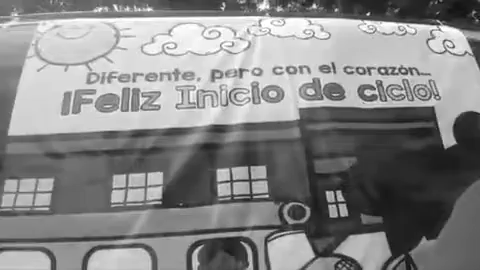 Diferente, pero con el corazón...
¡Feliz Inicio de ciclo!